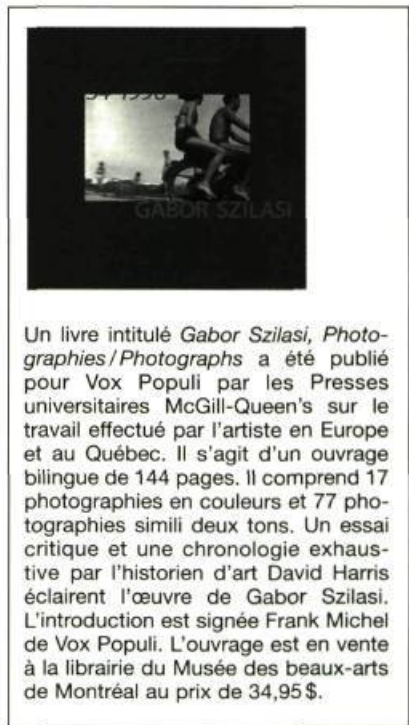 54-1996
GABOR SZILASI
Un livre intitulé Gabor Szilasi, Photo-
graphies / Photographs a été publié
pour Vox Populi par les Presses
universitaires McGill-Queen's sur le
travail effectué par l'artiste en Europe
et au Québec. Il s'agit d'un ouvrage
bilingue de 144 pages. Il comprend 17
photographies en couleurs et 77 pho-
tographies simili deux tons. Un essai
critique et une chronologie exhaus-
tive par l'historien d'art David Harris
éclairent l'œuvre de Gabor Szilasi.
L'introduction est signée Frank Michel
de Vox Populi. L'ouvrage est en vente
à la librairie du Musée des beaux-arts
de Montréal au prix de 34,95 $.